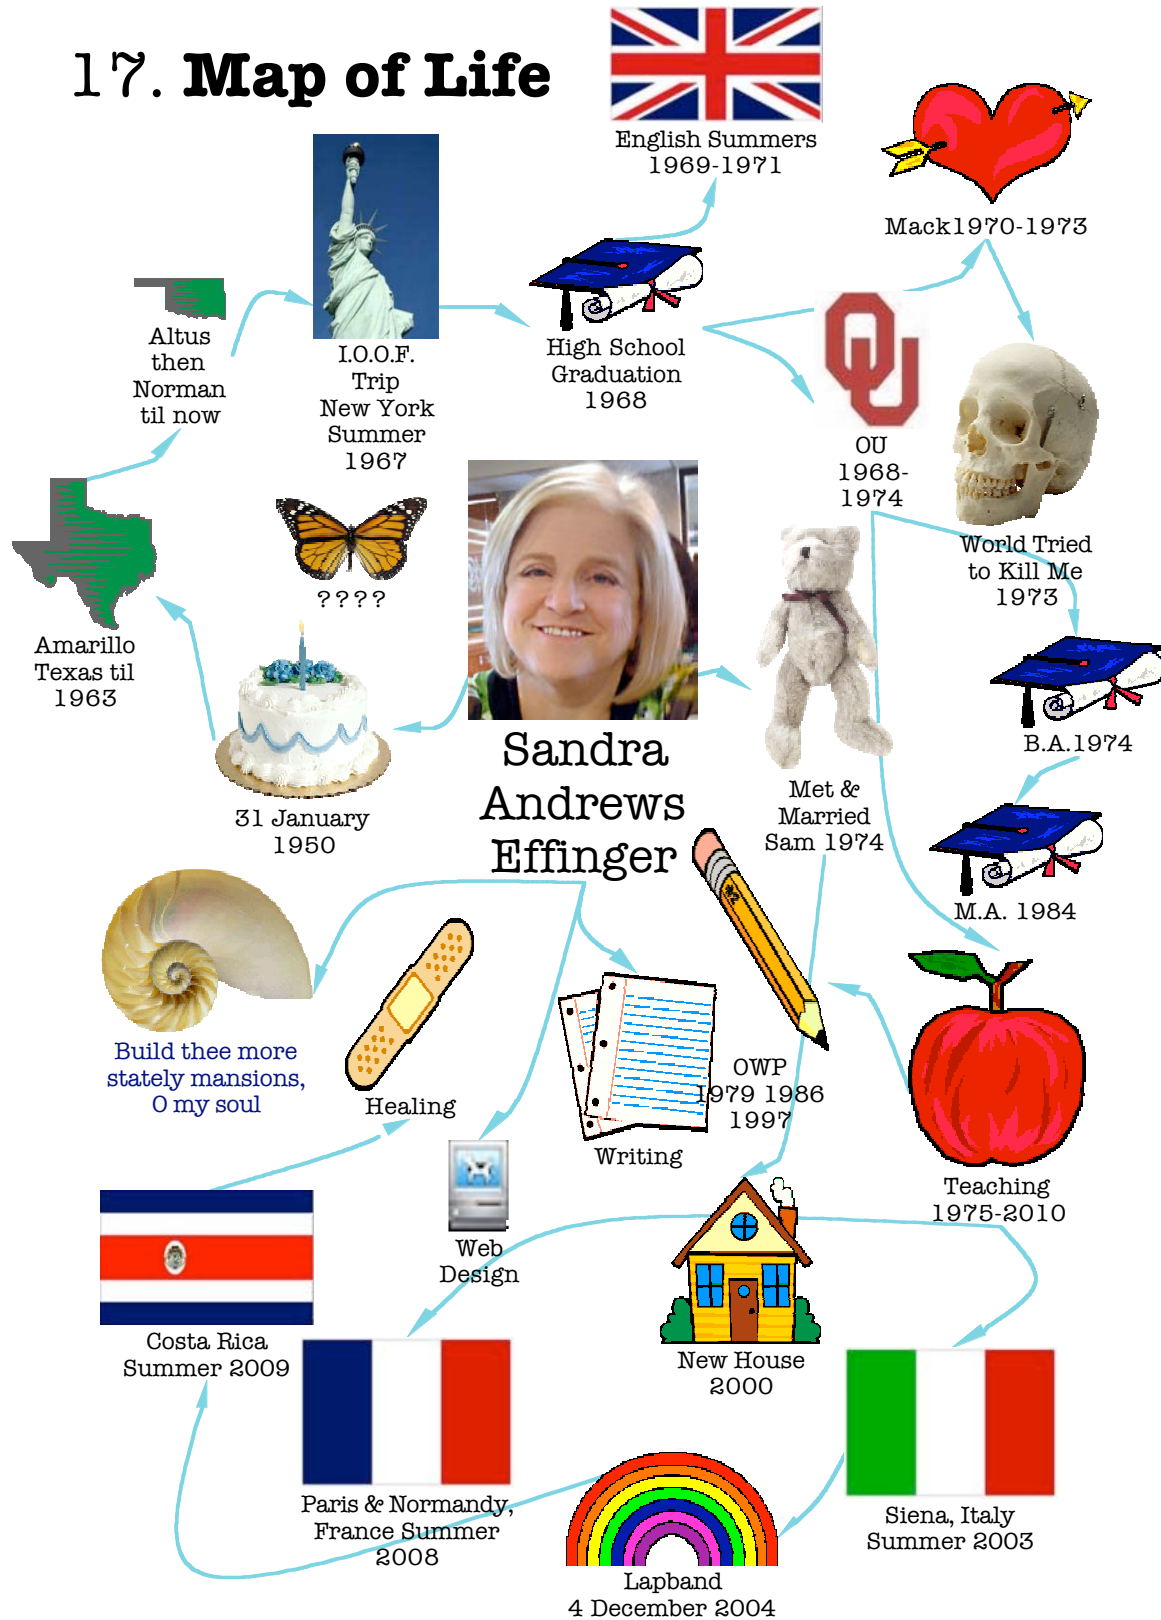 17. Map of Life
English Summers
1969-1971
Mack1970-1973
I.O.O.F.
Trip
New York
Summer
1967
High School
Graduation
1968
Altus
then
Norman
til now
OU
OU
1968-
1974
World Tried
to Kill Me
1973
????
Amarillo
Texas til
1963
31 January
1950
Sandra
Andrews
Effinger
Met &
Married
Sam 1974
B.A.1974
M.A. 1984
#2
Build thee more
stately mansions,
O my soul
Healing
OWP
1979 1986
1997
Writing
Teaching
1975-2010
Web
Design
Costa Rica
Summer 2009
New House
2000
Paris & Normandy,
France Summer
2008
Siena, Italy
Summer 2003
Lapband
4 December 2004